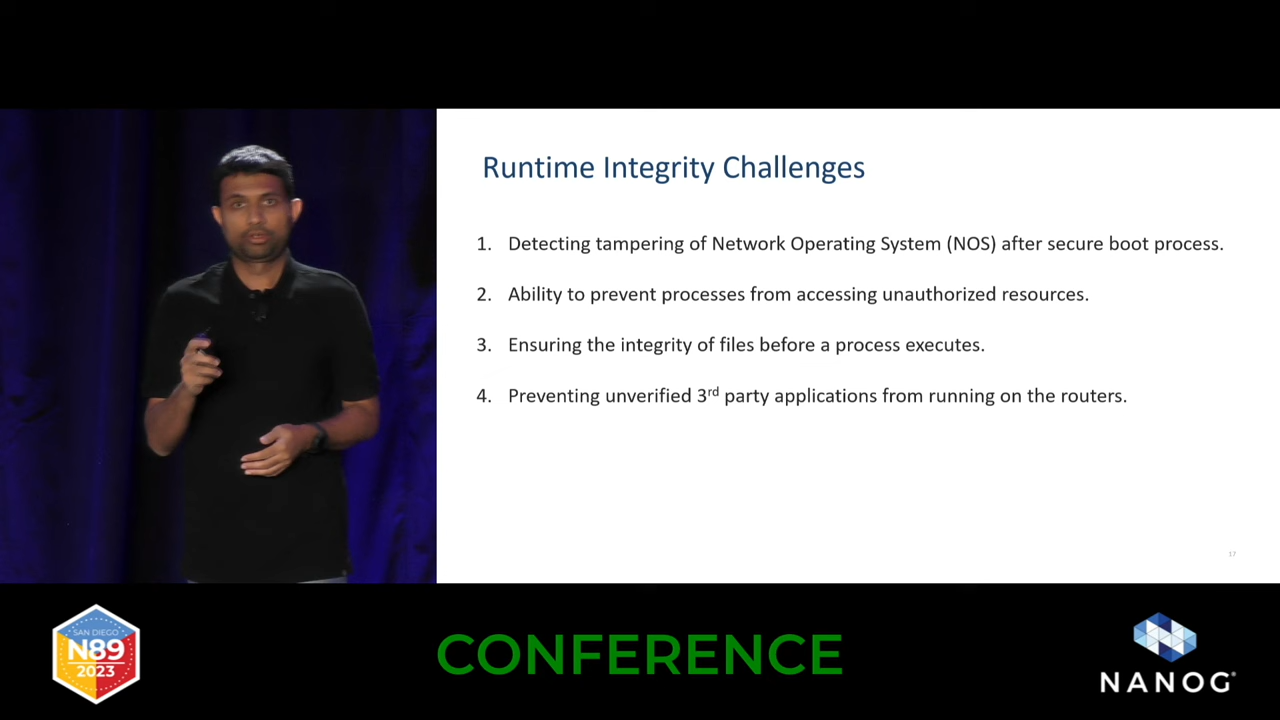 Runtime Integrity Challenges
1. Detecting tampering of Network Operating System (NOS) after secure boot process.
2. Ability to prevent processes from accessing unauthorized resources.
3. Ensuring the integrity of files before a process executes.
4. Preventing unverified 3rd party applications from running on the routers.
17
SAN DIEGO
N89
2023
CONFERENCE
NANOG®